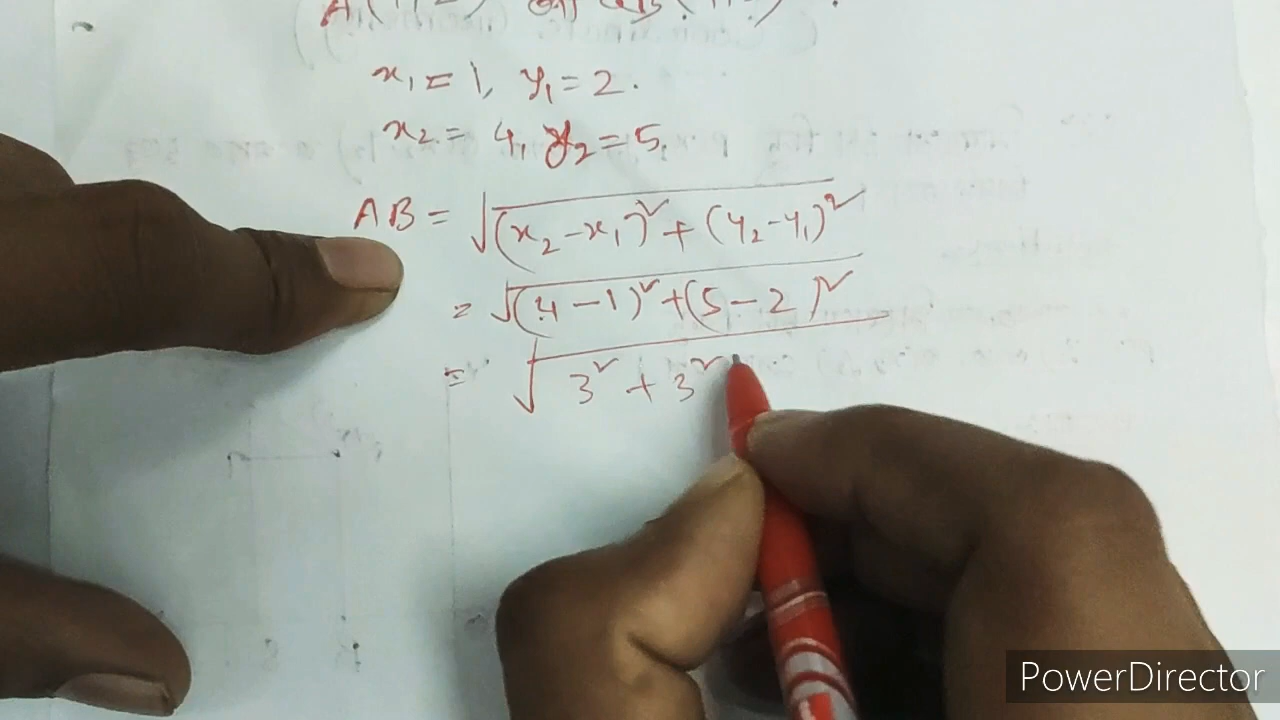 x₁ = 1, y₁ = 2.
x₂ = 4, y₂ = 5.
AB = √(x₂-x₁)² + (y₂-y₁)²
= √(4-1)² + (5-2)²
= √3² + 3²
PowerDirector